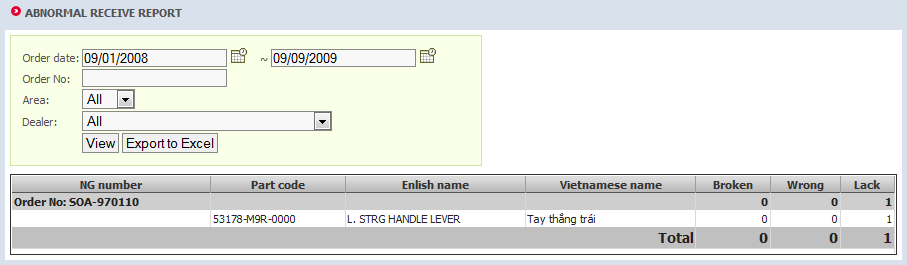 ABNORMAL RECEIVE REPORT
Order date: 09/01/2008 ~ 09/09/2009
Order No:
Area: All
Dealer: All
View Export to Excel
NG number Part code Enlish name Vietnamese name Broken Wrong Lack
Order No: SOA-970110 0 0 1
53178-M9R-0000 L. STRG HANDLE LEVER Tay thắng trái 0 0 1
Total 0 0 1